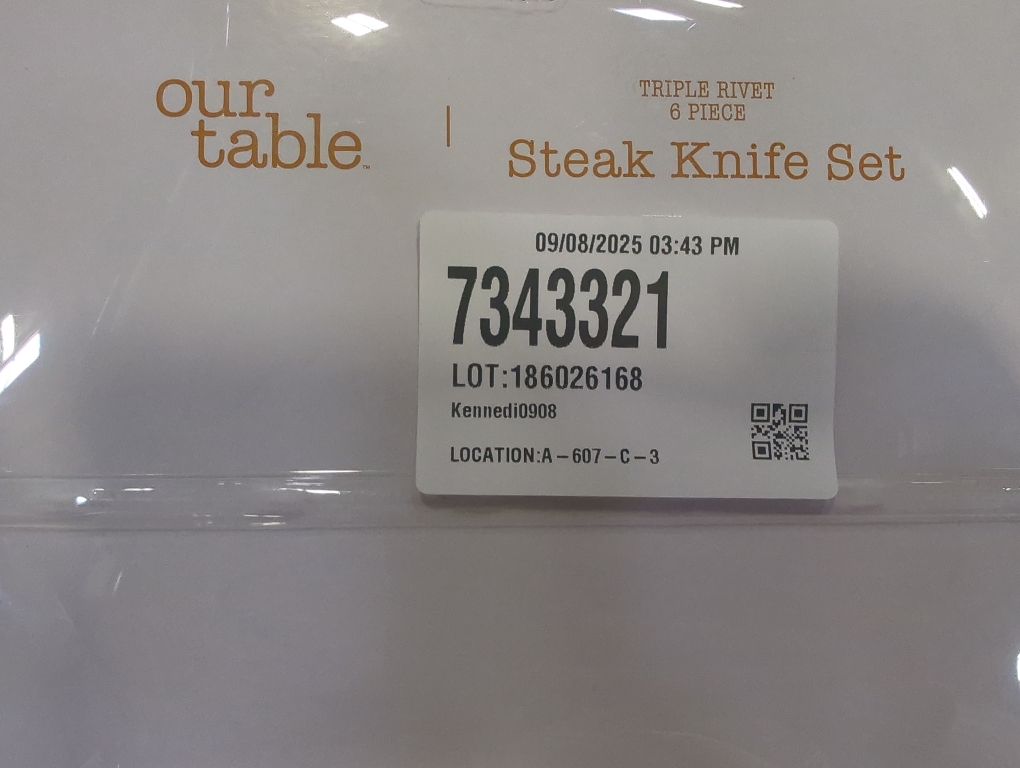 our
table™
TRIPLE RIVET
6 PIECE
Steak Knife Set
09/08/2025 03:43 PM
7343321
LOT:186026168
Kennedi0908
LOCATION:A-607-C-3